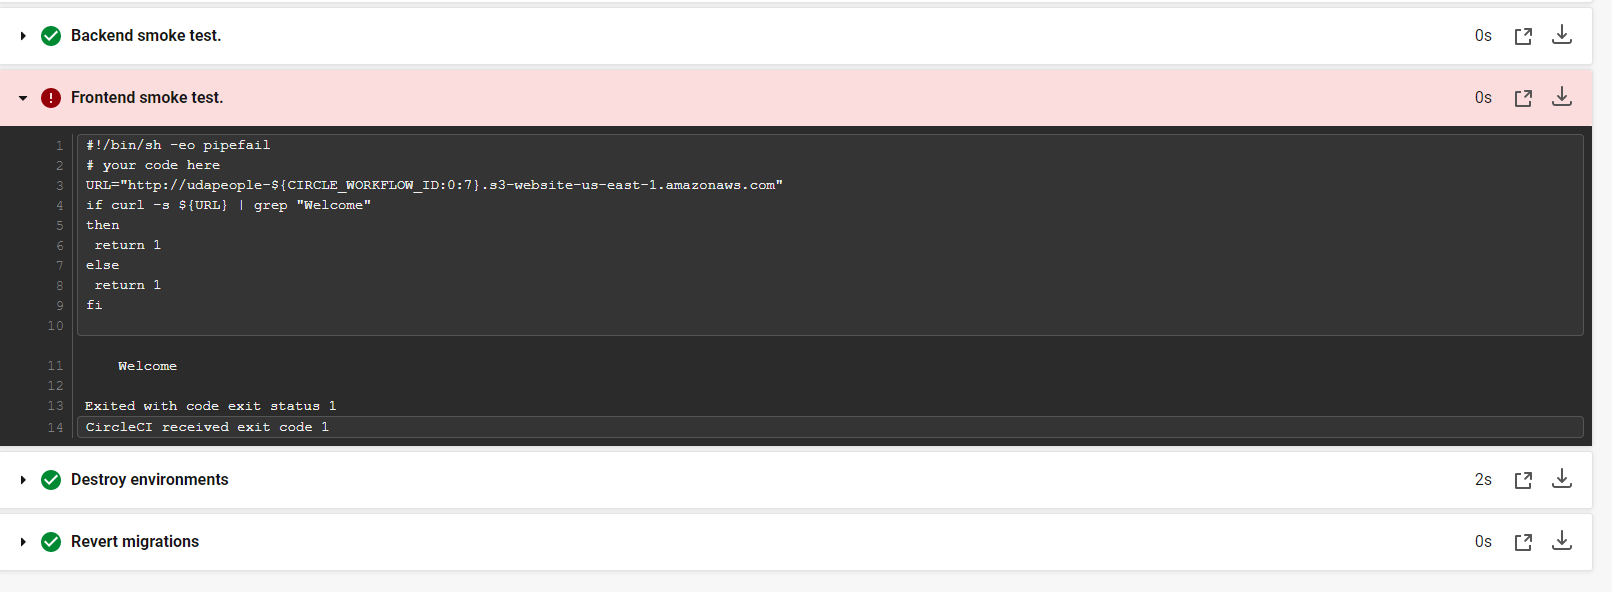 Backend smoke test.
0s
Frontend smoke test.
0s
1 #!/bin/sh -eo pipefail
2 # your code here
3 URL="http://udapeople-${CIRCLE_WORKFLOW_ID:0:7}.s3-website-us-east-1.amazonaws.com"
4 if curl -s ${URL} | grep "Welcome"
5 then
6  return 1
7 else
8  return 1
9 fi
10
11     Welcome
12
13 Exited with code exit status 1
14 CircleCI received exit code 1
Destroy environments
2s
Revert migrations
0s